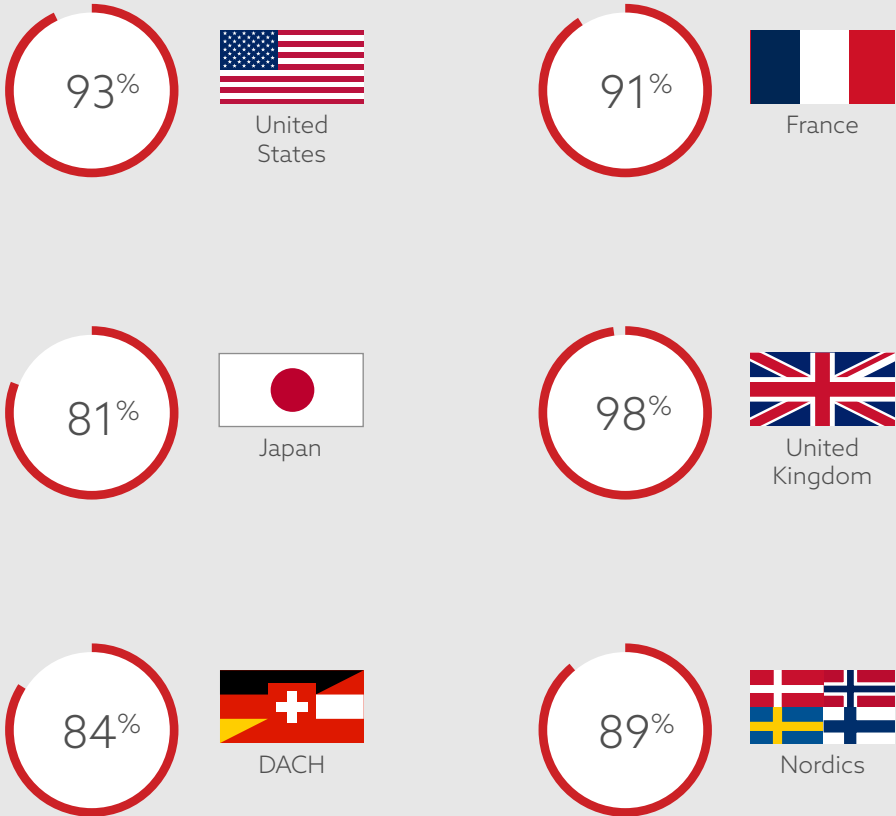 93%
United
States
91%
France
81%
Japan
98%
United
Kingdom
84%
DACH
89%
Nordics